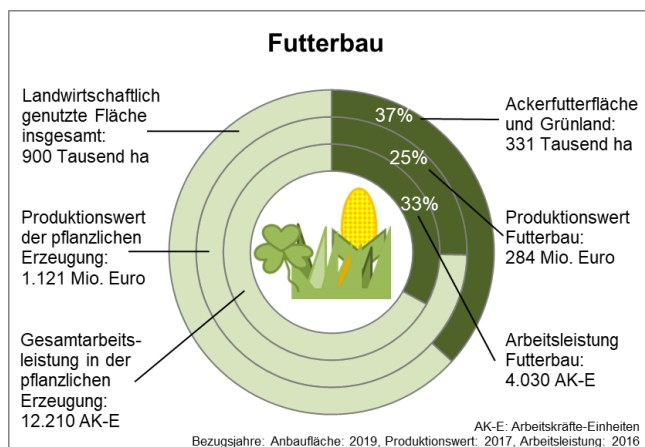 Futterbau
Landwirtschaftlich
genutzte Fläche
insgesamt:
900 Tausend ha
Produktionswert
der pflanzlichen
Erzeugung:
1.121 Mio. Euro
Gesamtarbeits-
leistung in der
pflanzlichen
Erzeugung:
12.210 AK-E
37%
25%
33%
Ackerfutterfläche
und Grünland:
331 Tausend ha
Produktionswert
Futterbau:
284 Mio. Euro
Arbeitsleistung
Futterbau:
4.030 AK-E
AK-E: Arbeitskräfte-Einheiten
Bezugsjahre: Anbaufläche: 2019, Produktionswert: 2017, Arbeitsleistung: 2016